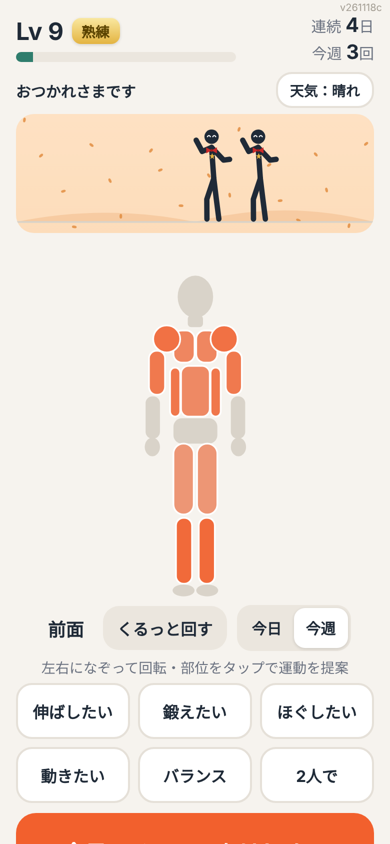 v261118c
Lv 9 熟練
連続 4日
今週 3回
おつかれさまです
天気：晴れ
前面
くるっと回す
今日 今週
左右になぞって回転・部位をタップで運動を提案
伸ばしたい 鍛えたい ほぐしたい
動きたい バランス 2人で